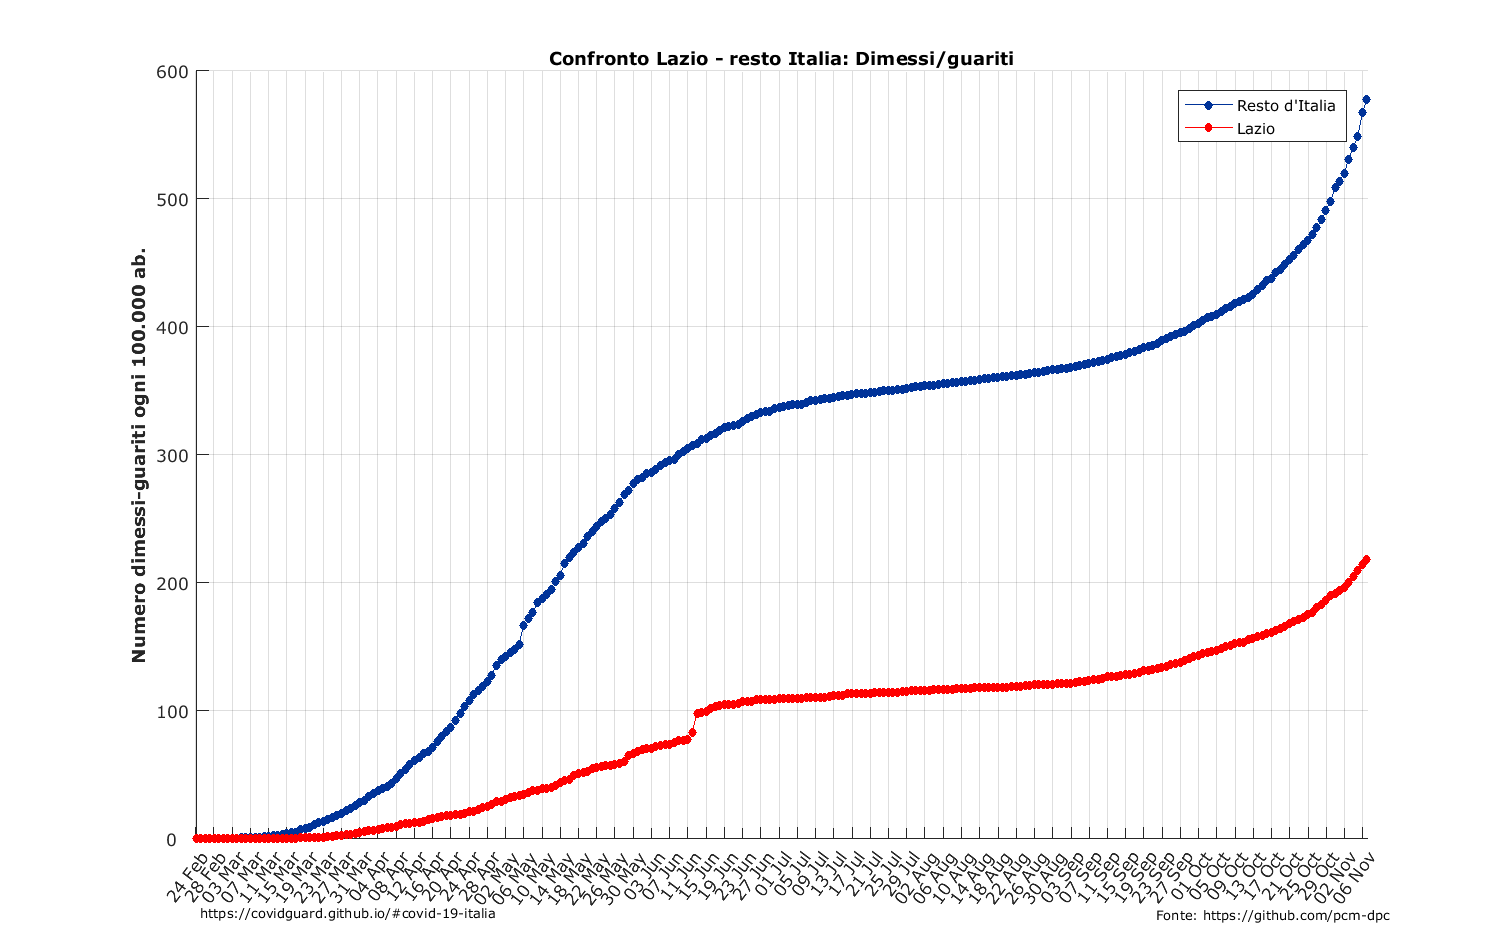 Confronto Lazio - resto Italia: Dimessi/guariti
Resto d'Italia
Lazio
Numero dimessi-guariti ogni 100.000 ab.
600
500
400
300
200
100
0
24 Feb
28 Feb
03 Mar
07 Mar
11 Mar
15 Mar
19 Mar
23 Mar
27 Mar
31 Mar
04 Apr
08 Apr
12 Apr
16 Apr
20 Apr
24 Apr
28 Apr
02 May
06 May
10 May
14 May
18 May
22 May
26 May
30 May
03 Jun
07 Jun
11 Jun
15 Jun
19 Jun
23 Jun
27 Jun
01 Jul
05 Jul
09 Jul
13 Jul
17 Jul
21 Jul
25 Jul
29 Jul
02 Aug
06 Aug
10 Aug
14 Aug
18 Aug
22 Aug
26 Aug
30 Aug
03 Sep
07 Sep
11 Sep
15 Sep
19 Sep
23 Sep
27 Sep
01 Oct
05 Oct
09 Oct
13 Oct
17 Oct
21 Oct
25 Oct
29 Oct
02 Nov
06 Nov
https://covidguard.github.io/#covid-19-italia
Fonte: https://github.com/pcm-dpc